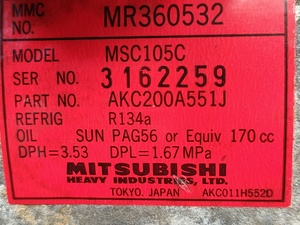 MMC NO. MR360532
MODEL MSC105C
SER NO. 3162259
PART NO. AKC200A551J
REFRIG R134a
OIL SUN PAG56 or Equiv 170 cc
DPH=3.53 DPL=1.67 MPa
MITSUBISHI
HEAVY INDUSTRIES, LTD.
TOKYO. JAPAN AKC011H552D